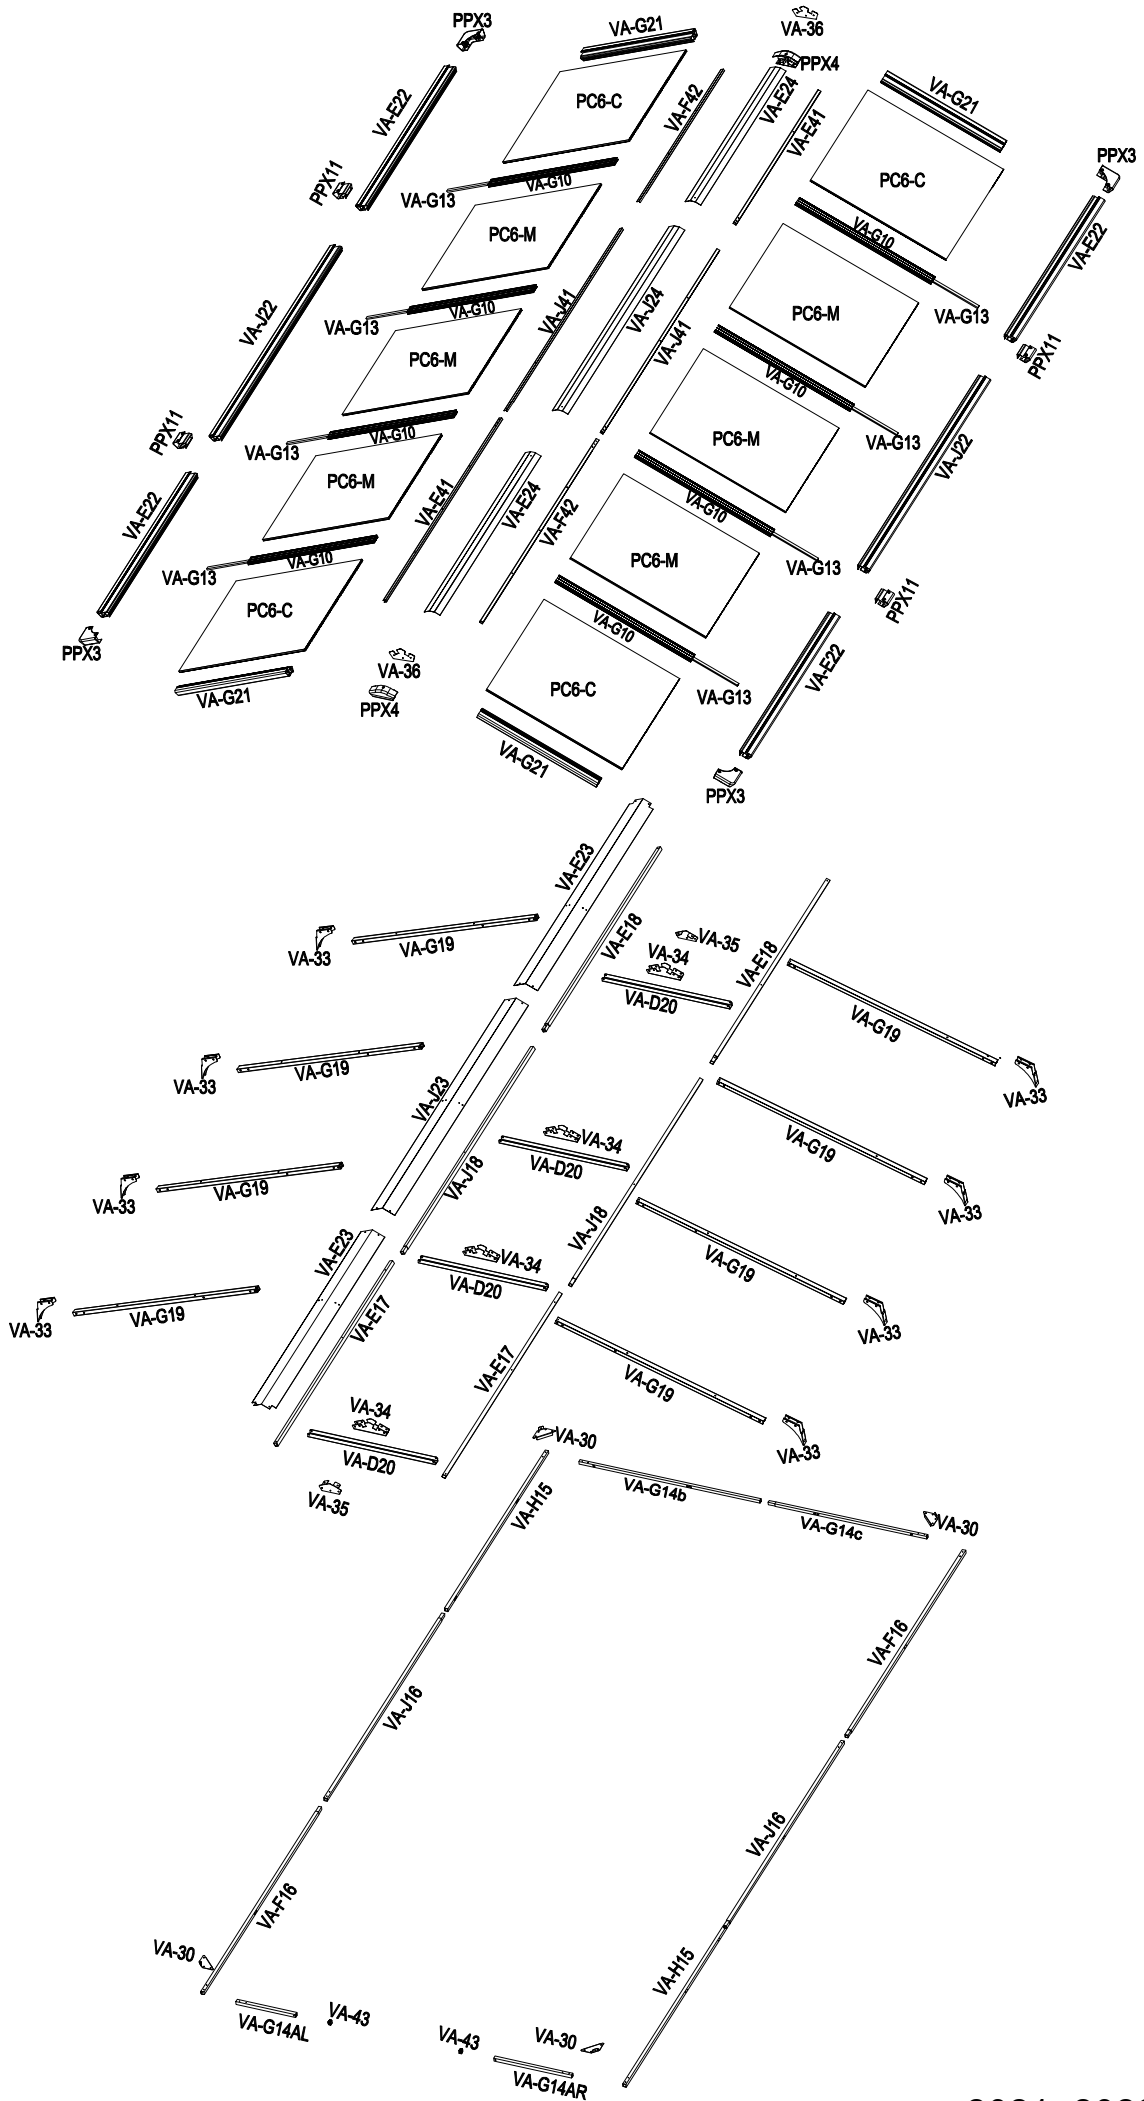 PPX3
VA-G21
VA-36
PPX4
VA-E22
PC6-C
VA-F42
VA-E24
VA-E41
VA-G21
PPX3
PPX11
VA-G13
VA-G10
PC6-C
VA-E22
PC6-M
VA-G10
VA-J22
VA-G13
VA-G10
VA-J41
VA-J24
VA-J41
PC6-M
VA-G13
PPX11
PC6-M
VA-G10
PPX11
VA-G13
VA-G10
PC6-M
VA-G13
VA-J22
VA-E22
PC6-M
VA-E41
VA-E24
VA-F42
VA-G10
VA-G13
VA-G10
PC6-M
VA-G13
PPX11
PC6-C
VA-G10
PPX3
VA-E22
VA-36
VA-G13
VA-G21
PPX4
PC6-C
VA-G21
PPX3
VA-E23
VA-E18
VA-33
VA-G19
VA-35
VA-34
VA-D20
VA-E18
VA-G19
VA-33
VA-G19
VA-J23
VA-33
VA-34
VA-D20
VA-J18
VA-G19
VA-33
VA-G19
VA-33
VA-E23
VA-34
VA-D20
VA-J18
VA-G19
VA-33
VA-G19
VA-33
VA-E17
VA-E17
VA-G19
VA-34
VA-D20
VA-33
VA-30
VA-35
VA-H15
VA-G14b
VA-G14c
VA-30
VA-J16
VA-F16
VA-F16
VA-J16
VA-30
VA-H15
VA-G14AL
VA-43
VA-43
VA-30
VA-G14AR